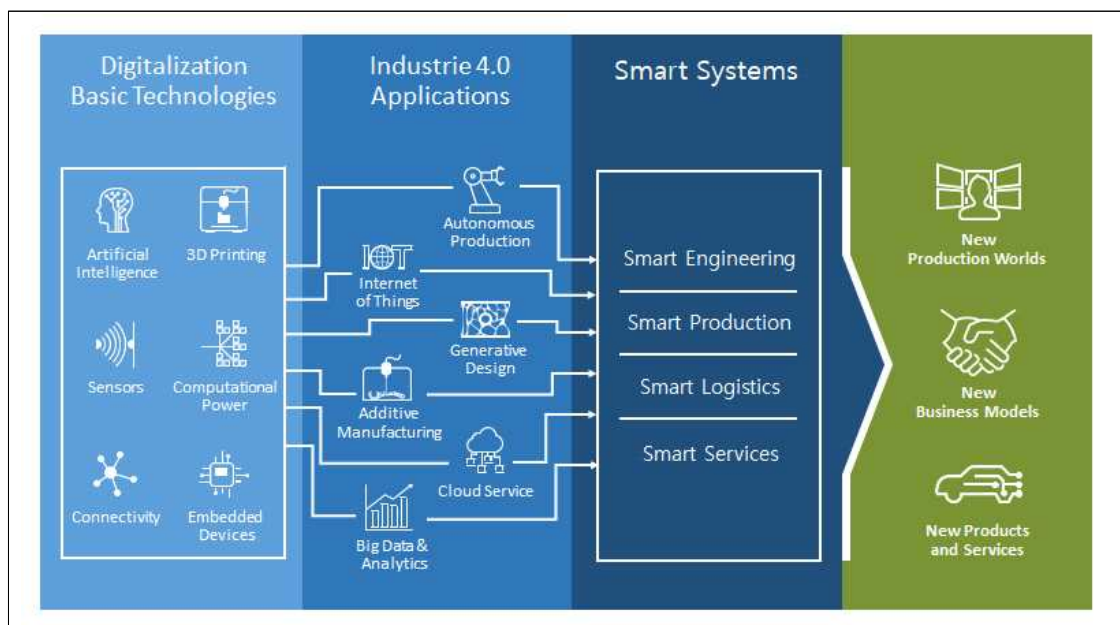 Digitalization
Basic Technologies
Industrie 4.0
Applications
Smart Systems
Artificial
Intelligence
3D Printing
Sensors
Computational
Power
Connectivity
Embedded
Devices
Autonomous
Production
IOT
Internet
of Things
Generative
Design
Additive
Manufacturing
Cloud Service
Big Data &
Analytics
Smart Engineering
Smart Production
Smart Logistics
Smart Services
New
Production Worlds
New
Business Models
New Products
and Services